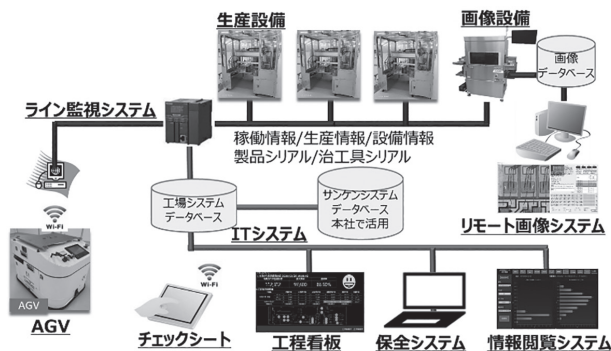 生産設備
画像設備
画像
データベース
ライン監視システム
稼働情報/生産情報/設備情報
製品シリアル/治工具シリアル
工場システム
データベース
サンケンシステム
データベース
本社で活用
リモート画像システム
Wi-Fi
ITシステム
Wi-Fi
AGV
AGV
チェックシート
工程看板
保全システム
情報閲覧システム